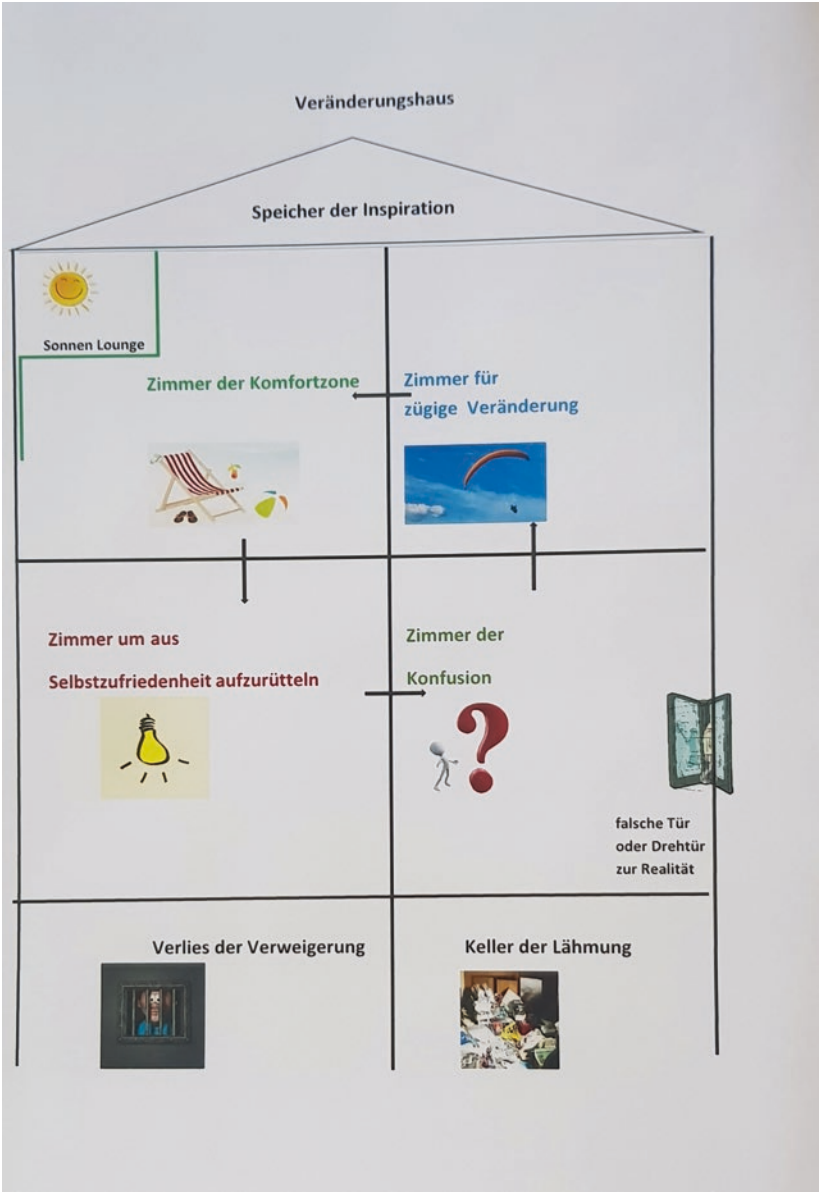 Veränderungshaus
Speicher der Inspiration
Sonnen Lounge
Zimmer der Komfortzone
Zimmer für
zügige Veränderung
Zimmer um aus
Selbstzufriedenheit aufzurütteln
Zimmer der
Konfusion
falsche Tür
oder Drehtür
zur Realität
Verlies der Verweigerung
Keller der Lähmung